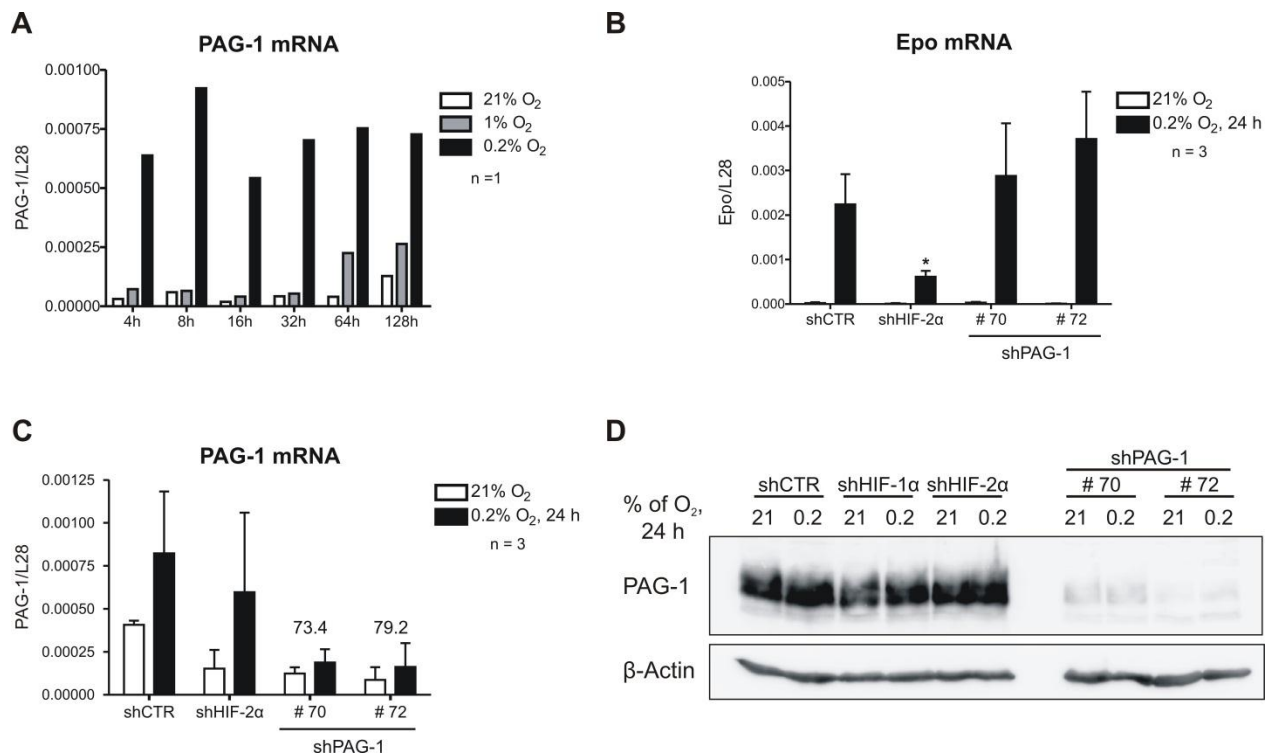 A
PAG-1 mRNA
PAG-1/L28
0.00100
0.00075
0.00050
0.00025
0.00000
4h 8h 16h 32h 64h 128h
21% O₂
1% O₂
0.2% O₂
n =1
B
Epo mRNA
Epo/L28
0.005
0.004
0.003
0.002
0.001
0.000
*
shCTR shHIF-2α # 70 # 72
shPAG-1
21% O₂
0.2% O₂, 24 h
n = 3
C
PAG-1 mRNA
PAG-1/L28
0.00125
0.00100
0.00075
0.00050
0.00025
0.00000
73.4 79.2
shCTR shHIF-2α # 70 # 72
shPAG-1
21% O₂
0.2% O₂, 24 h
n = 3
D
shPAG-1
shCTR shHIF-1α shHIF-2α # 70 # 72
% of O₂,
24 h
21 0.2 21 0.2 21 0.2 21 0.2 21 0.2
PAG-1
β-Actin